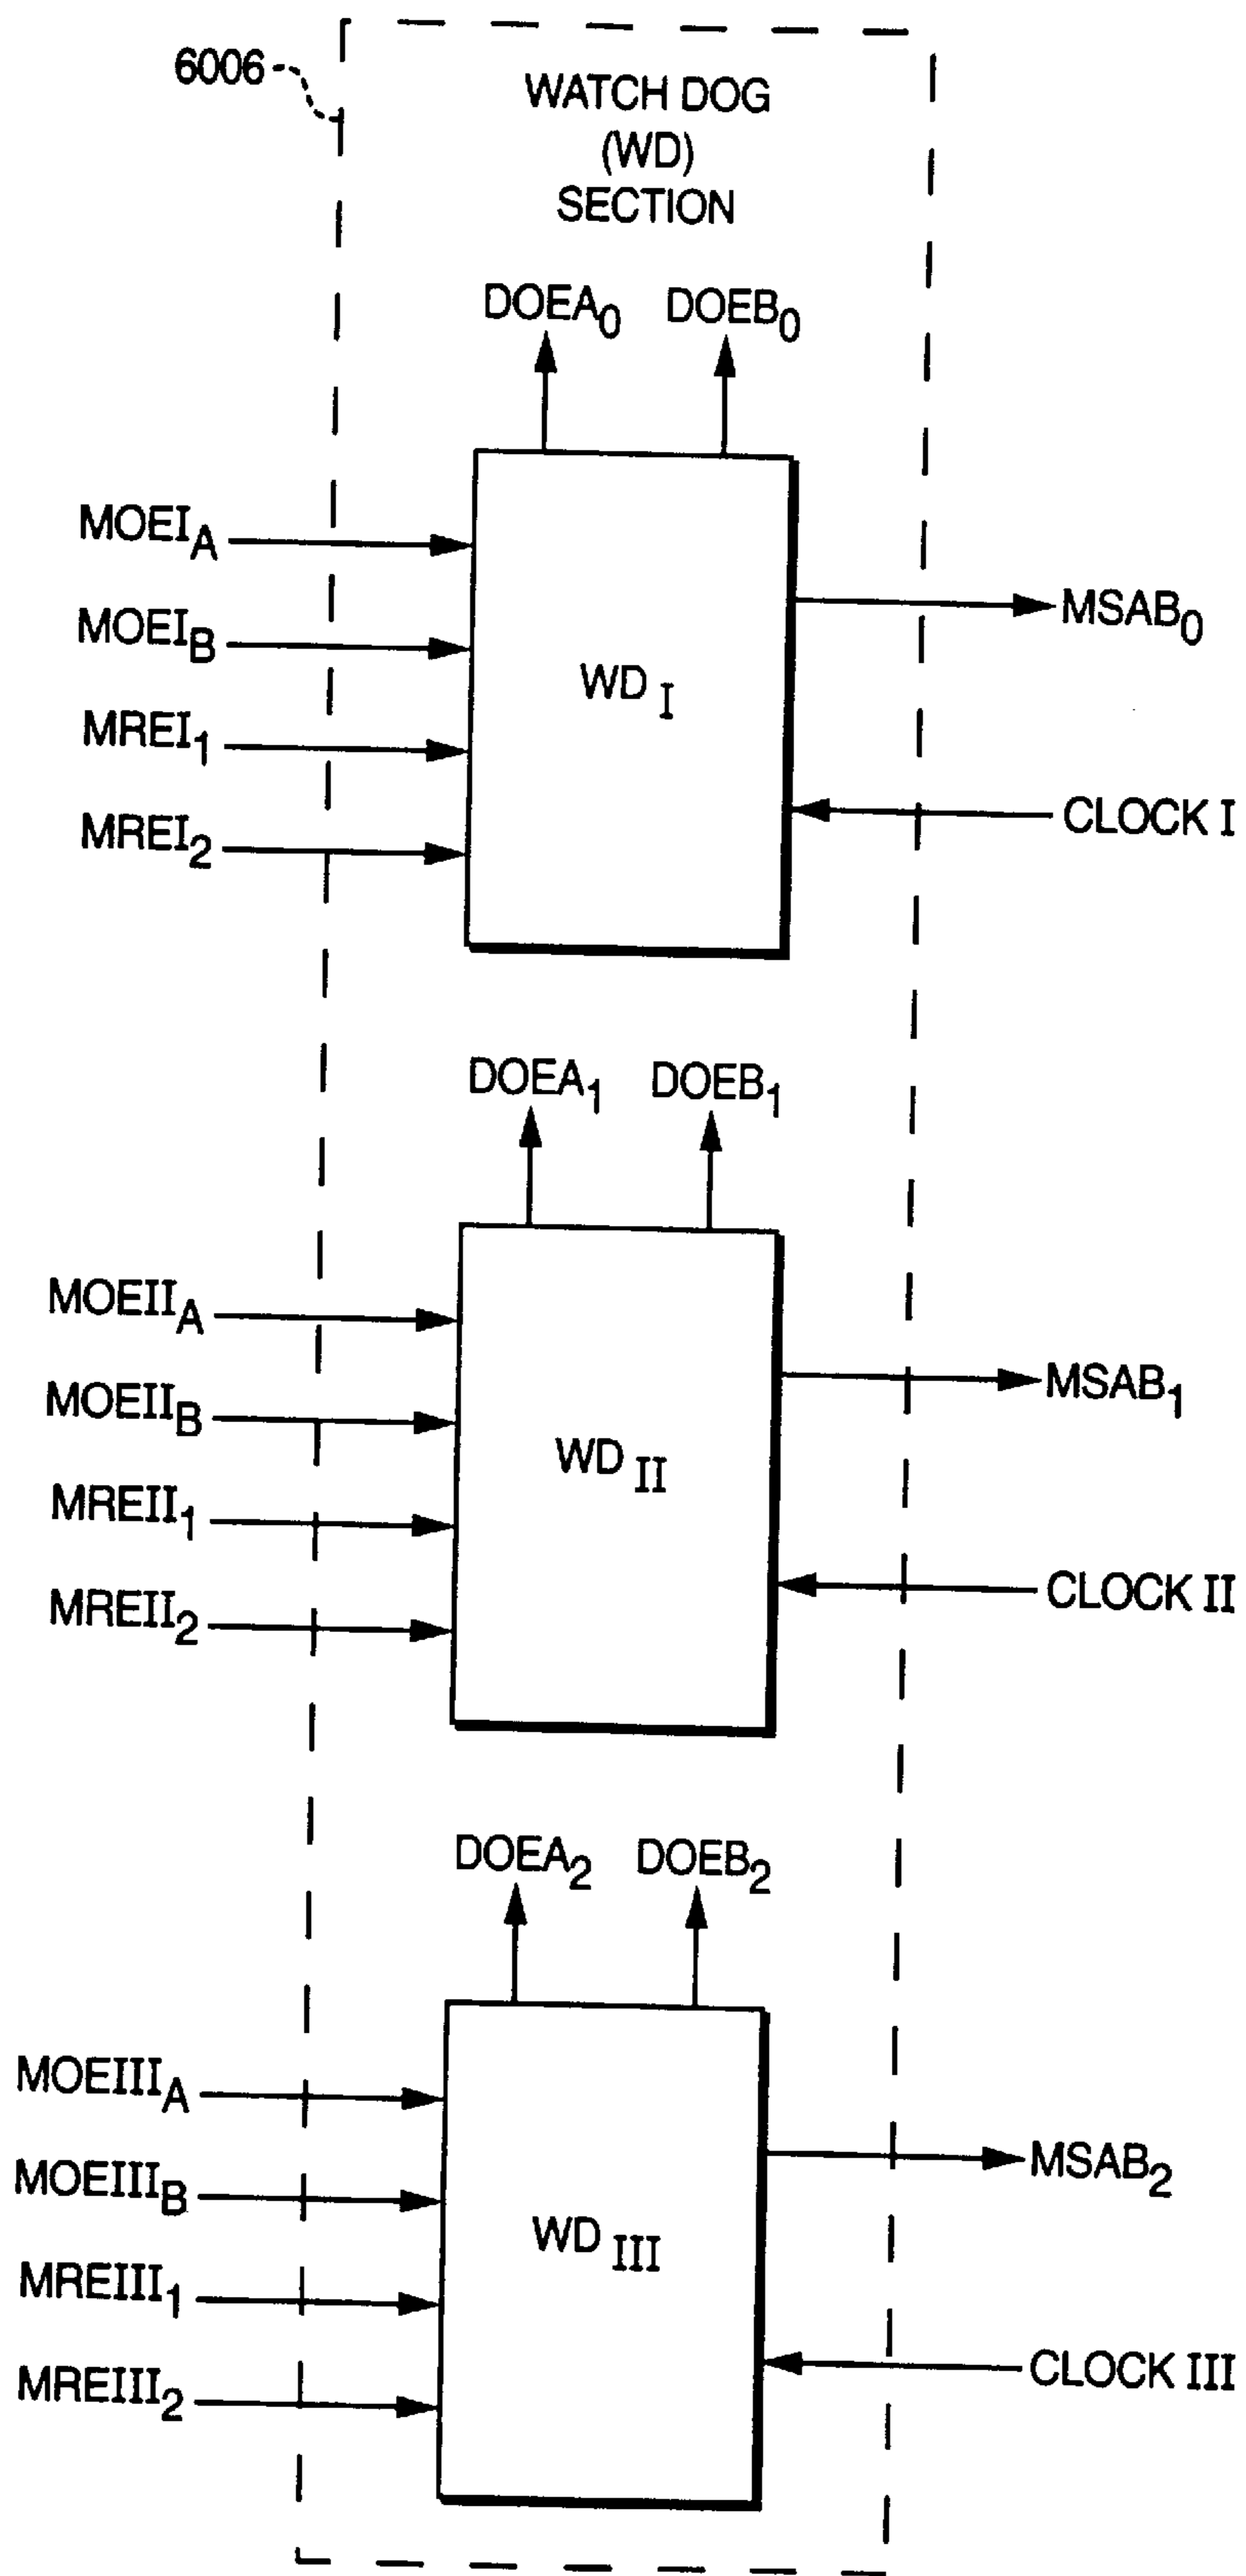 6006
WATCH DOG
(WD)
SECTION
DOEA0 DOEB0
MOEIA
MOEIB
MREI1
MREI2
WD I
MSAB0
CLOCK I
DOEA1 DOEB1
MOEIIA
MOEIIB
MREII1
MREII2
WD II
MSAB1
CLOCK II
DOEA2 DOEB2
MOEIIIA
MOEIIIB
MREIII1
MREIII2
WD III
MSAB2
CLOCK III